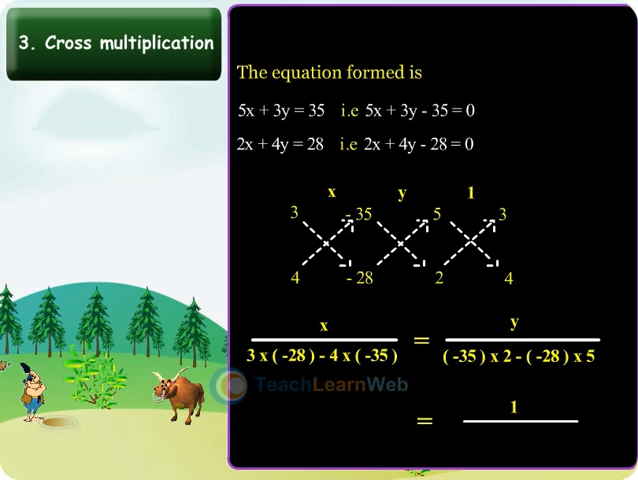 3. Cross multiplication
The equation formed is
5x + 3y = 35 i.e 5x + 3y - 35 = 0
2x + 4y = 28 i.e 2x + 4y - 28 = 0
x y 1
3 - 35 5 3
4 - 28 2 4
x = y
3 x ( -28 ) - 4 x ( -35 ) ( -35 ) x 2 - ( -28 ) x 5
TeachLearnWeb
= 1